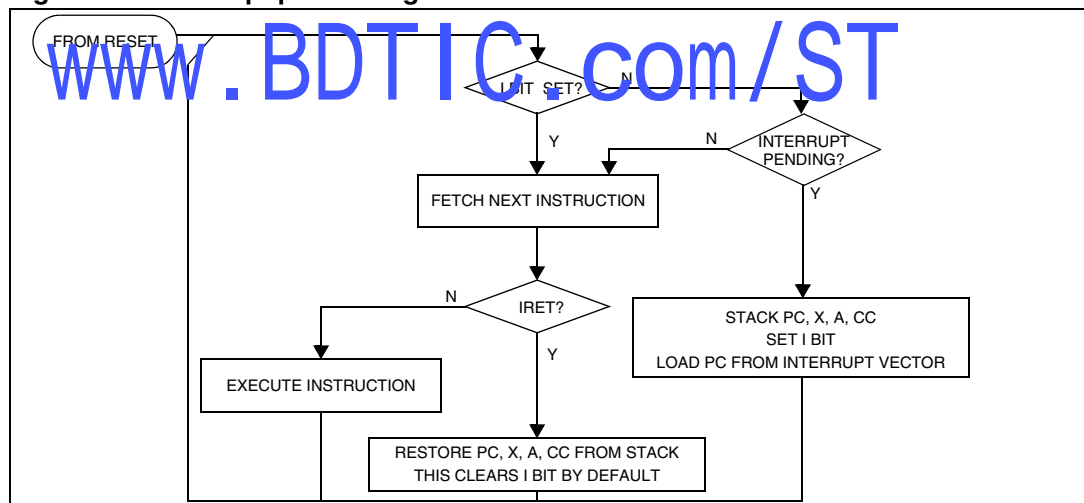 FROM RESET
www.BDTIC.com/ST
I BIT SET?
N
Y
N
INTERRUPT
PENDING?
Y
FETCH NEXT INSTRUCTION
N
IRET?
Y
STACK PC, X, A, CC
SET I BIT
LOAD PC FROM INTERRUPT VECTOR
EXECUTE INSTRUCTION
RESTORE PC, X, A, CC FROM STACK
THIS CLEARS I BIT BY DEFAULT